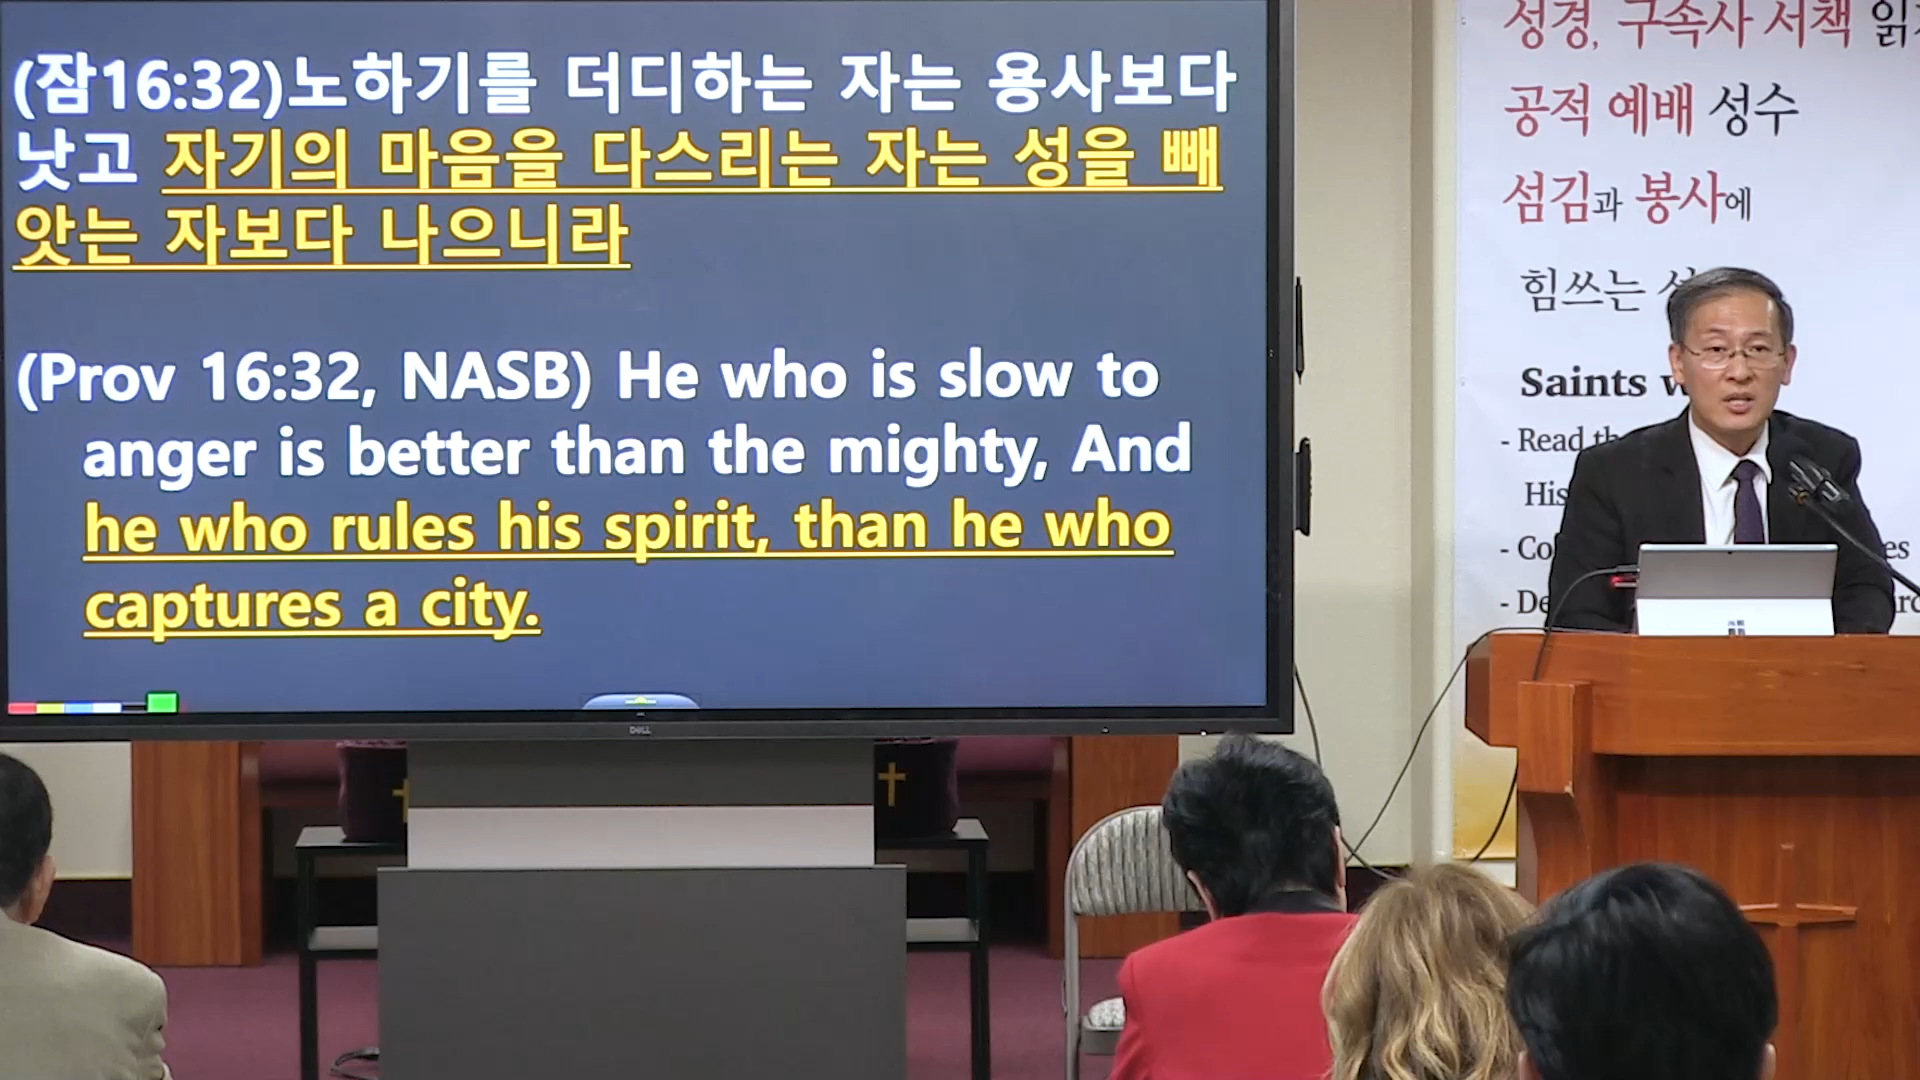 (잠16:32)노하기를 더디하는 자는 용사보다
낫고 자기의 마음을 다스리는 자는 성을 빼
앗는 자보다 나으니라
(Prov 16:32, NASB) He who is slow to
anger is better than the mighty, And
he who rules his spirit, than he who
captures a city.
DELL
성경, 구속사 서책
공적 예배 성수
섬김과 봉사에
힘쓰는
Saints
- Read
His